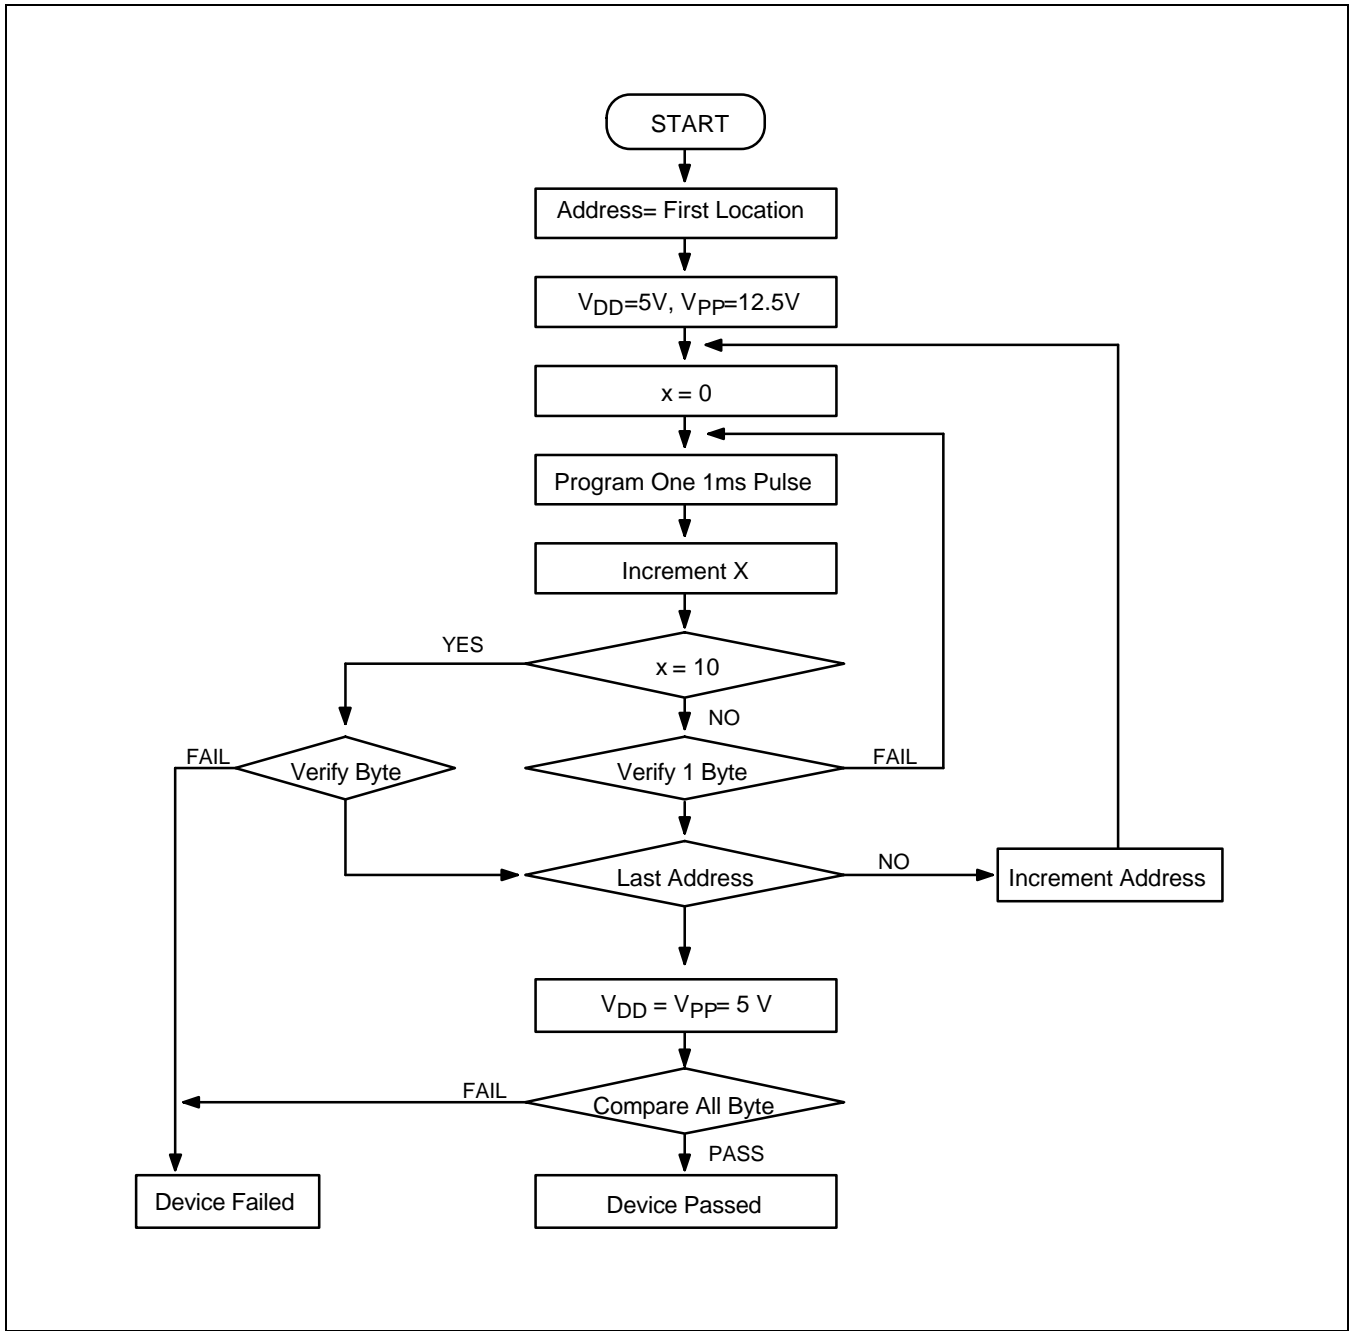 START
Address= First Location
VDD=5V, VPP=12.5V
x = 0
Program One 1ms Pulse
Increment X
YES
x = 10
NO
FAIL
Verify Byte
Verify 1 Byte
FAIL
Last Address
NO
Increment Address
VDD = VPP= 5 V
FAIL
Compare All Byte
PASS
Device Failed
Device Passed